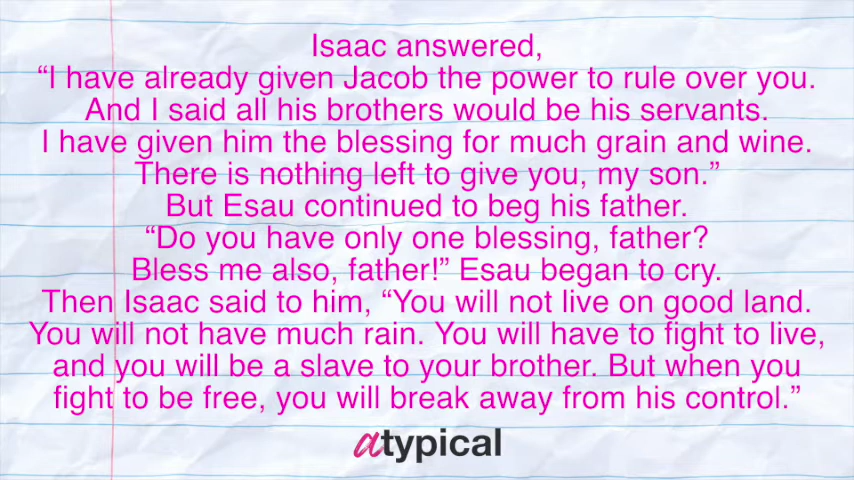 Isaac answered,
“I have already given Jacob the power to rule over you.
And I said all his brothers would be his servants.
I have given him the blessing for much grain and wine.
There is nothing left to give you, my son.”
But Esau continued to beg his father.
“Do you have only one blessing, father?
Bless me also, father!” Esau began to cry.
Then Isaac said to him, “You will not live on good land.
You will not have much rain. You will have to fight to live,
and you will be a slave to your brother. But when you
fight to be free, you will break away from his control.”
atypical